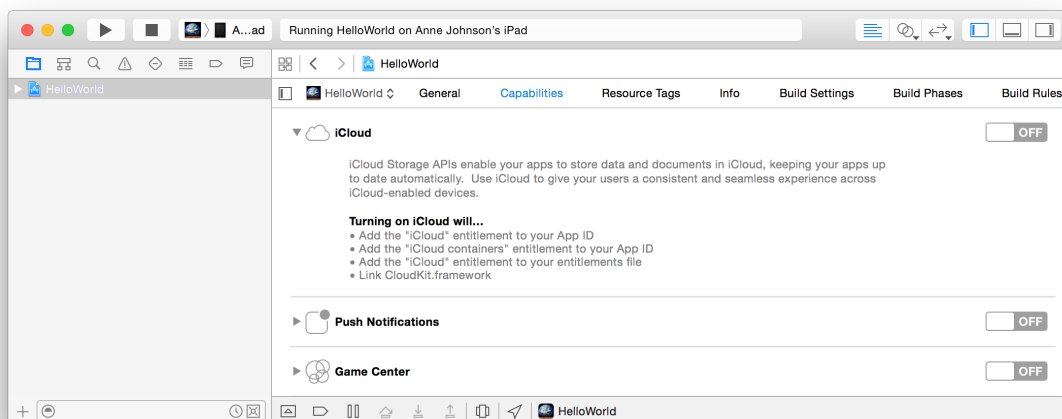 A...ad
Running HelloWorld on Anne Johnson's iPad
HelloWorld
HelloWorld
HelloWorld
General
Capabilities
Resource Tags
Info
Build Settings
Build Phases
Build Rules
iCloud
OFF
iCloud Storage APIs enable your apps to store data and documents in iCloud, keeping your apps up
to date automatically.  Use iCloud to give your users a consistent and seamless experience across
iCloud-enabled devices.
Turning on iCloud will...
• Add the "iCloud" entitlement to your App ID
• Add the "iCloud containers" entitlement to your App ID
• Add the "iCloud" entitlement to your entitlements file
• Link CloudKit.framework
Push Notifications
OFF
Game Center
OFF
HelloWorld